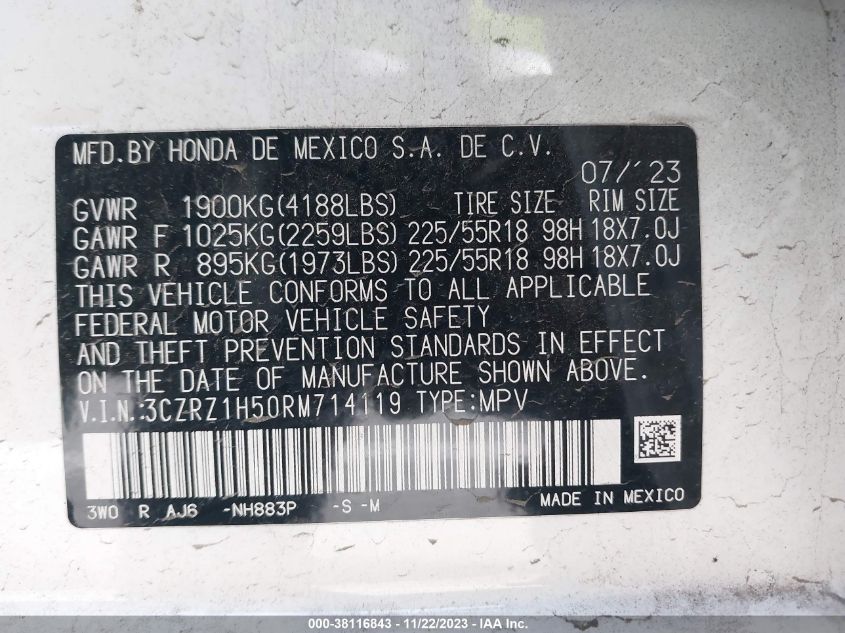 MFD.BY HONDA DE MEXICO S.A. DE C.V.
07/'23
GVWR 1900KG(4188LBS) TIRE SIZE RIM SIZE
GAWR F 1025KG(2259LBS) 225/55R18 98H 18X7.0J
GAWR R 895KG(1973LBS) 225/55R18 98H 18X7.0J
THIS VEHICLE CONFORMS TO ALL APPLICABLE
FEDERAL MOTOR VEHICLE SAFETY
AND THEFT PREVENTION STANDARDS IN EFFECT
ON THE DATE OF MANUFACTURE SHOWN ABOVE.
V.I.N.:3CZRZ1H50RM714119 TYPE:MPV
3W0 R AJ6 -NH883P -S -M MADE IN MEXICO
000-38116843 - 11/22/2023 - IAA